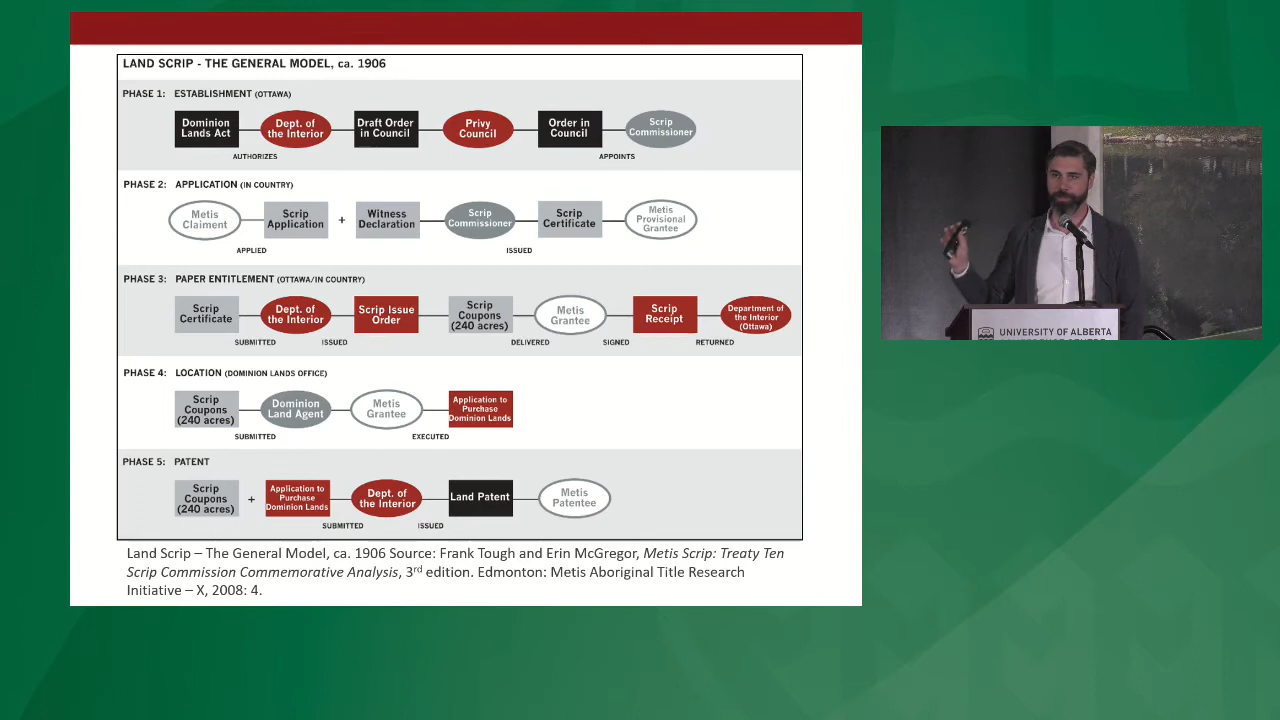 LAND SCRIP - THE GENERAL MODEL, ca. 1906
PHASE 1: ESTABLISHMENT (OTTAWA)
Dominion
Lands Act
Dept. of
the Interior
Draft Order
in Council
Privy
Council
Order in
Council
Scrip
Commissioner
AUTHORIZES
APPOINTS
PHASE 2: APPLICATION (IN COUNTRY)
Metis
Claiment
Scrip
Application
+
Witness
Declaration
Scrip
Commissioner
Scrip
Certificate
Metis
Provisional
Grantee
APPLIED
ISSUED
PHASE 3: PAPER ENTITLEMENT (OTTAWA/IN COUNTRY)
Scrip
Certificate
Dept. of
the Interior
Scrip Issue
Order
Scrip
Coupons
(240 acres)
Metis
Grantee
Scrip
Receipt
Department of
the Interior
(Ottawa)
SUBMITTED
ISSUED
DELIVERED
SIGNED
RETURNED
PHASE 4: LOCATION (DOMINION LANDS OFFICE)
Scrip
Coupons
(240 acres)
Dominion
Land Agent
Metis
Grantee
Application to
Purchase
Dominion Lands
SUBMITTED
EXECUTED
PHASE 5: PATENT
Scrip
Coupons
(240 acres)
+
Application to
Purchase
Dominion Lands
Dept. of
the Interior
Land Patent
Metis
Patentee
SUBMITTED
ISSUED
Land Scrip – The General Model, ca. 1906 Source: Frank Tough and Erin McGregor, Metis Scrip: Treaty Ten
Scrip Commission Commemorative Analysis, 3rd edition. Edmonton: Metis Aboriginal Title Research
Initiative – X, 2008: 4.
UNIVERSITY OF ALBERTA